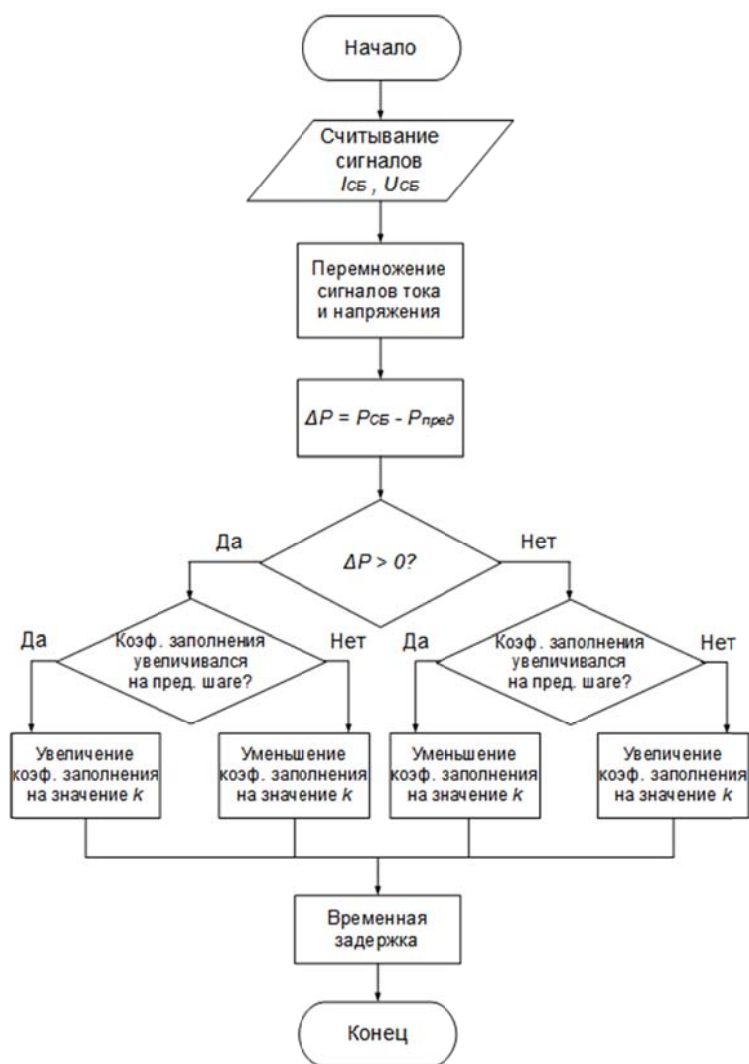 Начало
Считывание
сигналов
IСБ , UСБ
Перемножение
сигналов тока
и напряжения
ΔP = PСБ - Pпред
ΔP > 0?
Да
Нет
Коэф. заполнения
увеличивался
на пред. шаге?
Да
Нет
Коэф. заполнения
увеличивался
на пред. шаге?
Да
Нет
Увеличение
коэф. заполнения
на значение k
Уменьшение
коэф. заполнения
на значение k
Уменьшение
коэф. заполнения
на значение k
Увеличение
коэф. заполнения
на значение k
Временная
задержка
Конец